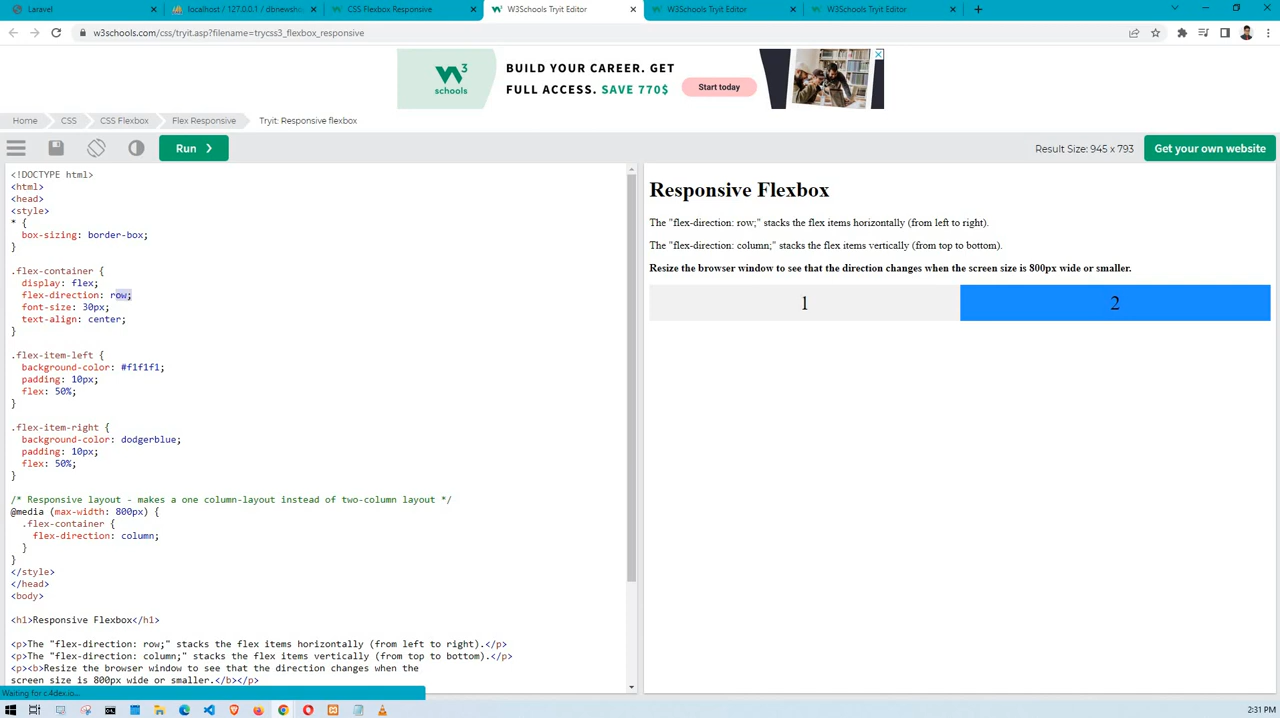 Laravel
localhost / 127.0.0.1 / dbnewsho
CSS Flexbox Responsive
W3Schools Tryit Editor
W3Schools Tryit Editor
W3Schools Tryit Editor
w3schools.com/css/tryit.asp?filename=trycss3_flexbox_responsive
W3
schools
BUILD YOUR CAREER. GET
FULL ACCESS. SAVE 770$
Start today
Home
CSS
CSS Flexbox
Flex Responsive
Tryit: Responsive flexbox
Run ❯
Result Size: 945 x 793
Get your own website
<!DOCTYPE html>
<html>
<head>
<style>
* {
box-sizing: border-box;
}
.flex-container {
display: flex;
flex-direction: row;
font-size: 30px;
text-align: center;
}
.flex-item-left {
background-color: #f1f1f1;
padding: 10px;
flex: 50%;
}
.flex-item-right {
background-color: dodgerblue;
padding: 10px;
flex: 50%;
}
/* Responsive layout - makes a one column-layout instead of two-column layout */
@media (max-width: 800px) {
.flex-container {
flex-direction: column;
}
}
</style>
</head>
<body>
<h1>Responsive Flexbox</h1>
<p>The "flex-direction: row;" stacks the flex items horizontally (from left to right).</p>
<p>The "flex-direction: column;" stacks the flex items vertically (from top to bottom).</p>
<p><b>Resize the browser window to see that the direction changes when the
screen size is 800px wide or smaller.</b></p>
Responsive Flexbox
The "flex-direction: row;" stacks the flex items horizontally (from left to right).
The "flex-direction: column;" stacks the flex items vertically (from top to bottom).
Resize the browser window to see that the direction changes when the screen size is 800px wide or smaller.
1
2
Waiting for c.4dex.io...
2:31 PM